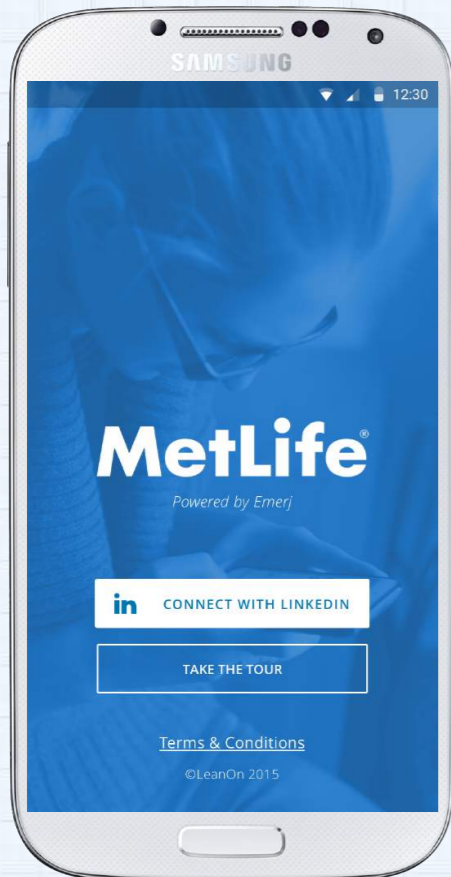 SAMSUNG
12:30
MetLife®
Powered by Emerj
in CONNECT WITH LINKEDIN
TAKE THE TOUR
Terms & Conditions
©LeanOn 2015